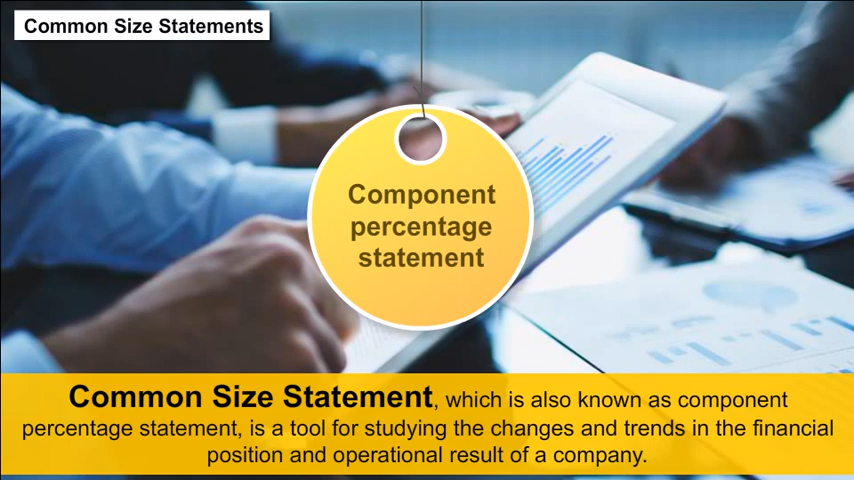 Common Size Statements
Component
percentage
statement
Common Size Statement, which is also known as component
percentage statement, is a tool for studying the changes and trends in the financial
position and operational result of a company.